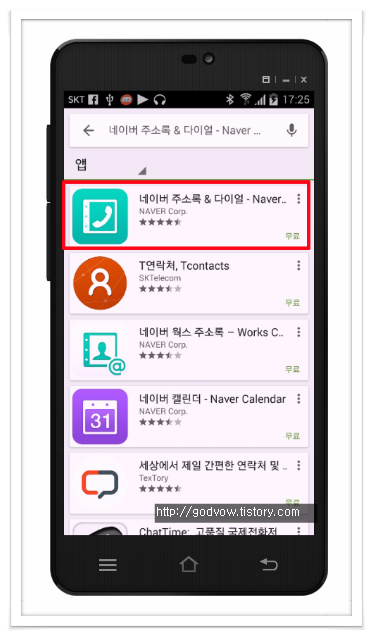 SKT 17:25
네이버 주소록 & 다이얼 - Naver ...
앱
네이버 주소록 & 다이얼 - Naver..
NAVER Corp.
무료
T연락처, Tcontacts
SKTelecom
무료
네이버 웍스 주소록 – Works C..
NAVER Corp.
무료
31
네이버 캘린더 - Naver Calendar
NAVER Corp.
무료
세상에서 제일 간편한 연락처 및 ..
TexTory
http://godvow.tistory.com
ChatTime: 고품질 국제전화저